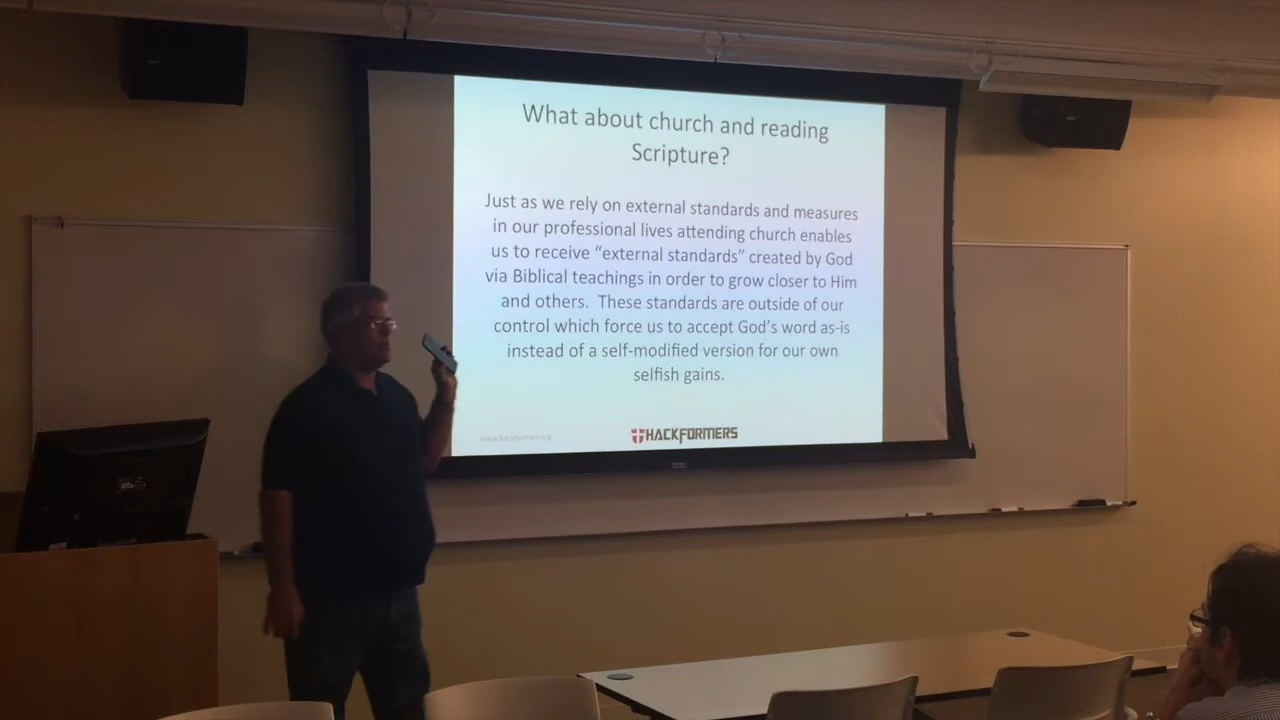 What about church and reading
Scripture?
Just as we rely on external standards and measures
in our professional lives attending church enables
us to receive “external standards” created by God
via Biblical teachings in order to grow closer to Him
and others.  These standards are outside of our
control which force us to accept God’s word as-is
instead of a self-modified version for our own
selfish gains.
www.hackformers.org
HACKFORMERS